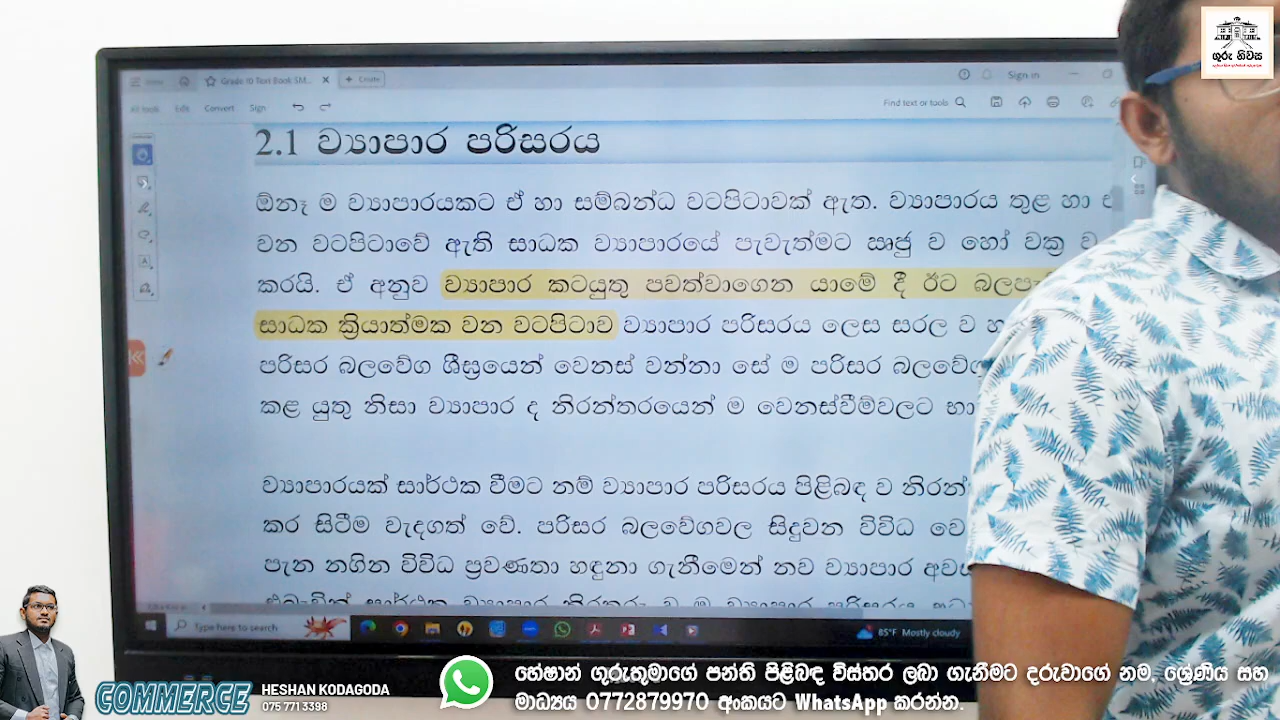 ගුරු නිවස
Home
Grade 10 Text Book SM...
+ Create
Sign in
All tools Edit Convert Sign
Find text or tools
2.1 ව්‍යාපාර පරිසරය
ඕනෑ ම ව්‍යාපාරයකට ඒ හා සම්බන්ධ වටපිටාවක් ඇත. ව්‍යාපාරය තුළ හා
වන වටපිටාවේ ඇති සාධක ව්‍යාපාරයේ පැවැත්මට ඍජු ව හෝ වක්‍ර ව
කරයි. ඒ අනුව ව්‍යාපාර කටයුතු පවත්වාගෙන යාමේ දී ඊට
සාධක ක්‍රියාත්මක වන වටපිටාව ව්‍යාපාර පරිසරය ලෙස සරල ව
පරිසර බලවේග ශීඝ්‍රයෙන් වෙනස් වන්නා සේ ම පරිසර
කළ යුතු නිසා ව්‍යාපාර ද නිරන්තරයෙන් ම වෙනස්වීම්වලට
ව්‍යාපාරයක් සාර්ථක වීමට නම් ව්‍යාපාර පරිසරය පිළිබඳ ව
කර සිටීම වැදගත් වේ. පරිසර බලවේගවල සිදුවන විවිධ
පැන නගින විවිධ ප්‍රවණතා හඳුනා ගැනීමෙන් නව ව්‍යාපාර
Type here to search
85°F Mostly cloudy
COMMERCE
HESHAN KODAGODA
075 771 3398
හේෂාන් ගුරුතුමාගේ පන්ති පිළිබඳ විස්තර ලබා ගැනීමට දරුවාගේ නම, ශ්‍රේණිය සහ
මාධ්‍යය 0772879970 අංකයට WhatsApp කරන්න.